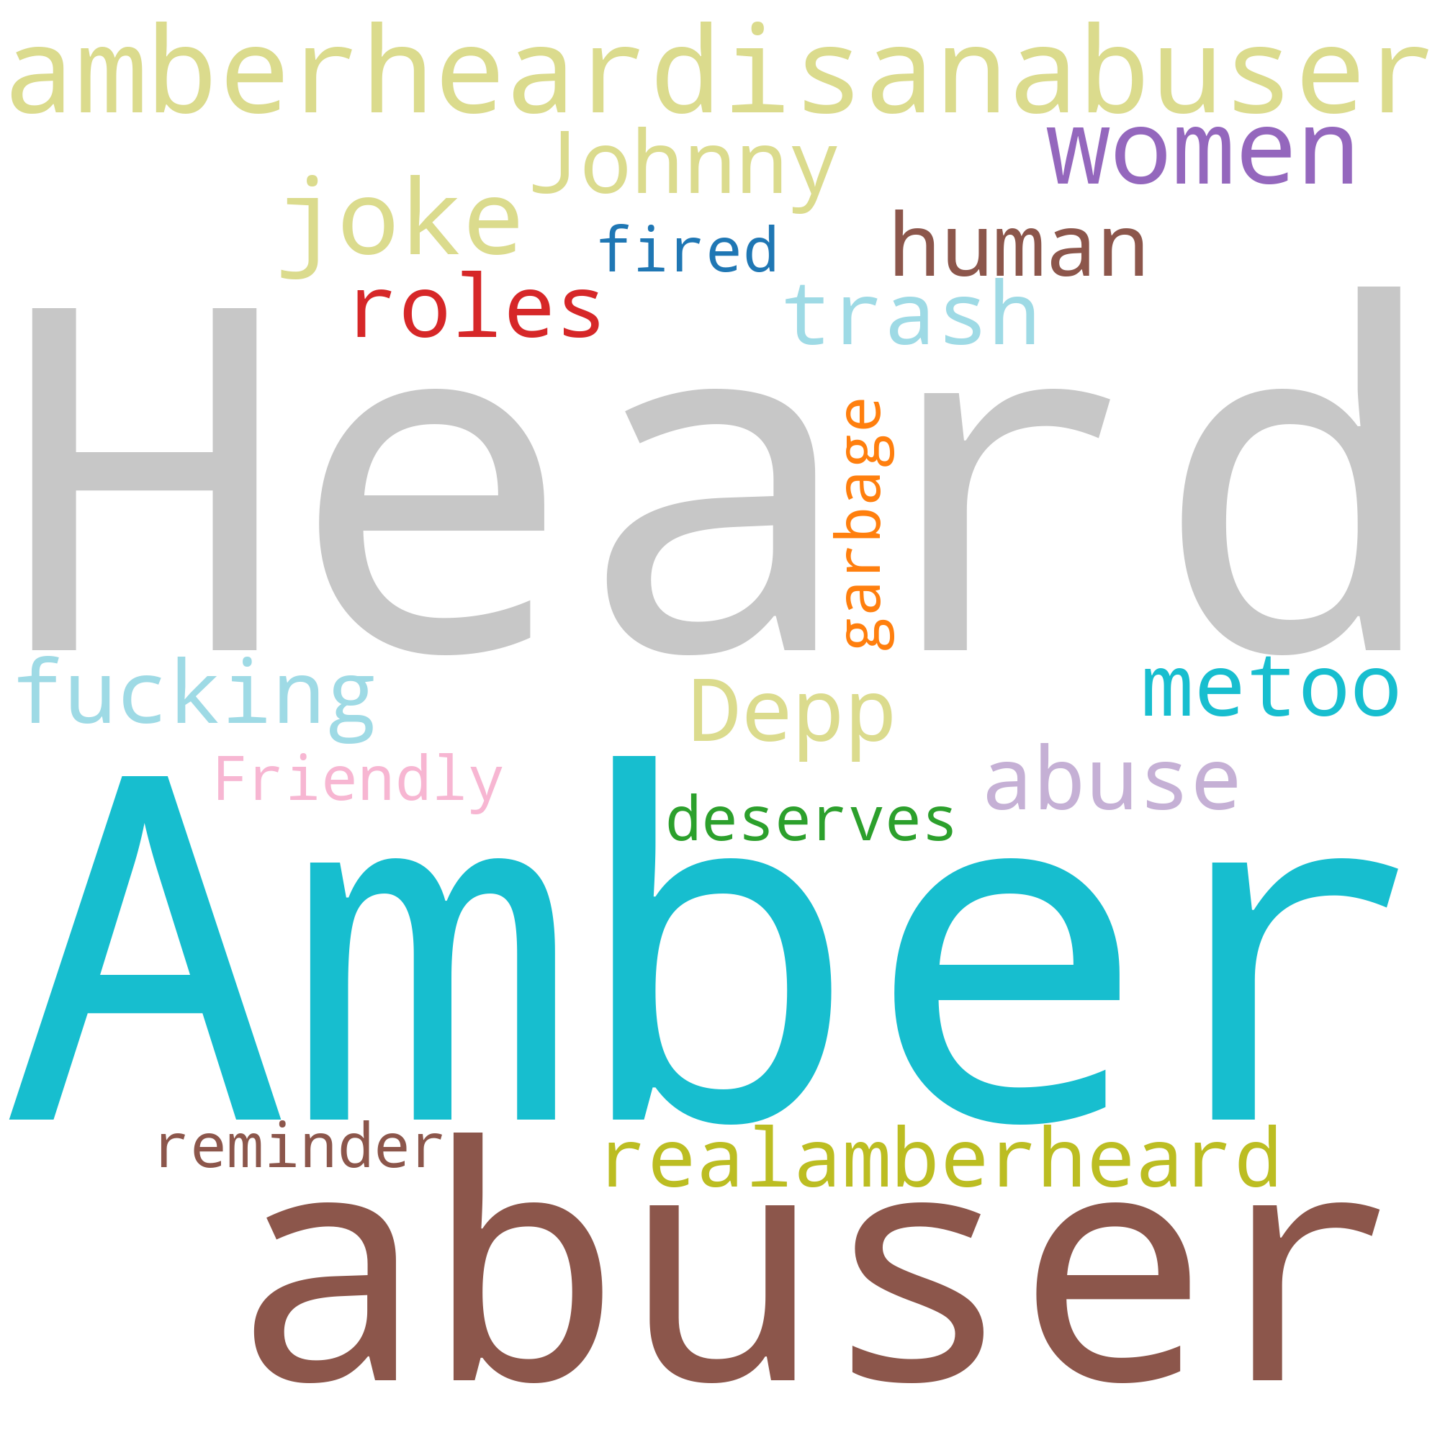 amberheardisanabuser
Johnny
women
joke
fired
human
roles
trash
Heard
garbage
fucking
Depp
metoo
Friendly
abuse
deserves
Amber
reminder
realamberheard
abuser